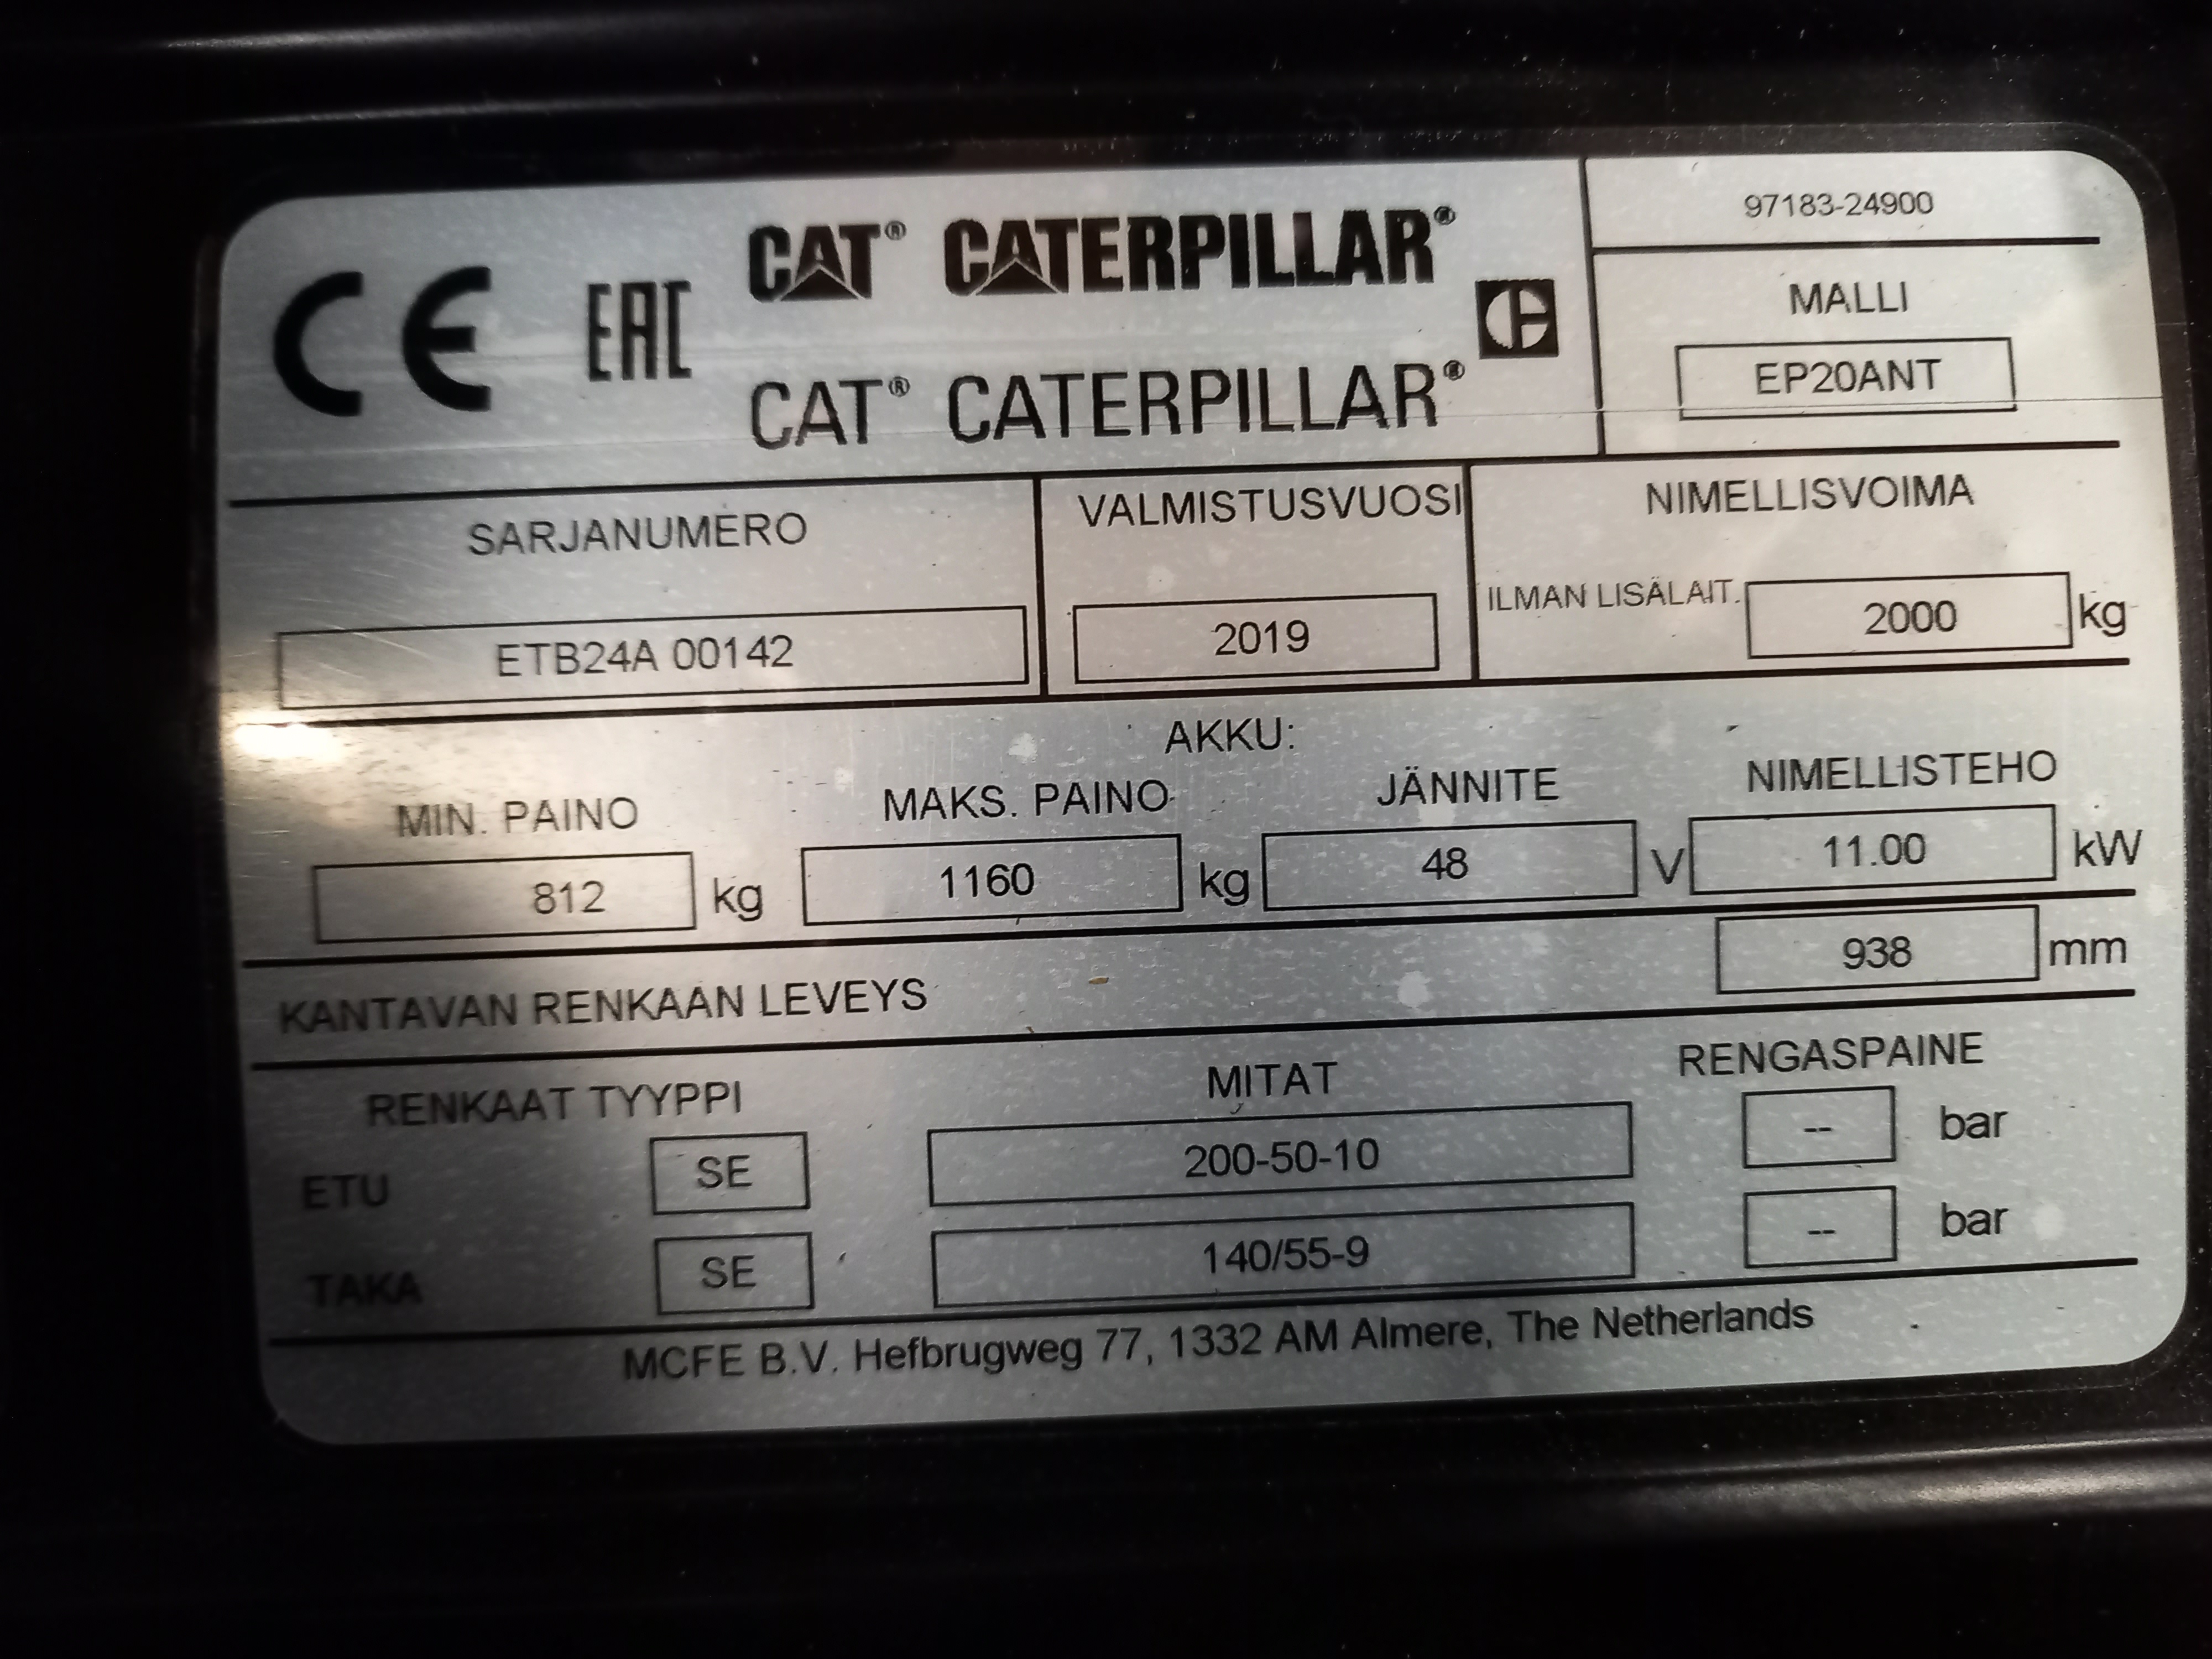 CE EAC CAT® CATERPILLAR®
CAT® CATERPILLAR®
97183-24900
MALLI
EP20ANT
SARJANUMERO
ETB24A 00142
VALMISTUSVUOSI
2019
NIMELLISVOIMA
ILMAN LISÄLAIT. 2000 kg
AKKU:
MIN. PAINO MAKS. PAINO JÄNNITE NIMELLISTEHO
812 kg 1160 kg 48 V 11.00 kW
KANTAVAN RENKAAN LEVEYS 938 mm
RENKAAT TYYPPI MITAT RENGASPAINE
ETU SE 200-50-10 -- bar
TAKA SE 140/55-9 -- bar
MCFE B.V. Hefbrugweg 77, 1332 AM Almere, The Netherlands